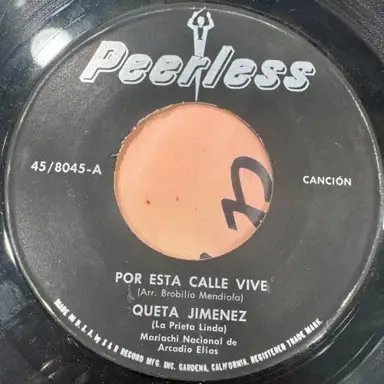 Peerless
45/8045-A
CANCIÓN
POR ESTA CALLE VIVE
(Arr. Brobilio Mendiola)
QUETA JIMENEZ
(La Prieta Linda)
Mariachi Nacional de
Arcadio Elias
MADE IN U.S.A. by S & R RECORD MFG. INC. GARDENA, CALIFORNIA. REGISTERED TRADE MARK.